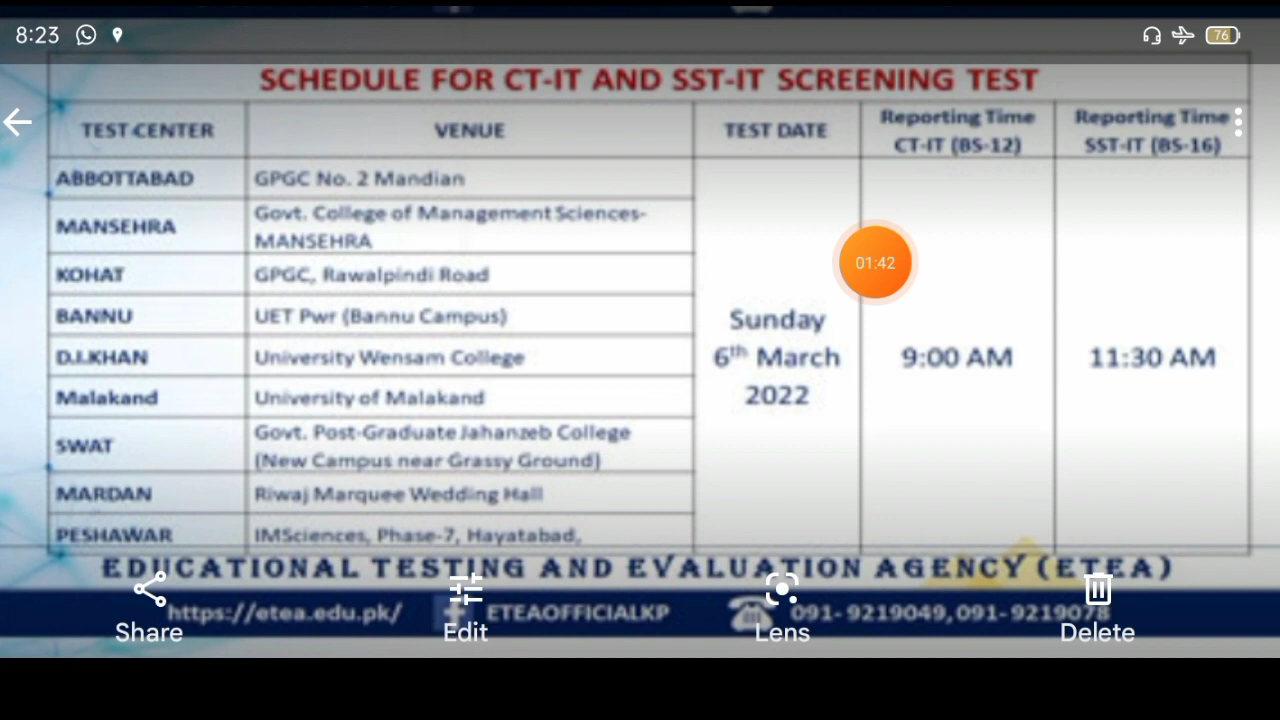 8:23
76
SCHEDULE FOR CT-IT AND SST-IT SCREENING TEST
TEST CENTER VENUE TEST DATE Reporting Time CT-IT (BS-12) Reporting Time SST-IT (BS-16)
ABBOTTABAD GPGC No. 2 Mandian
MANSEHRA Govt. College of Management Sciences-
MANSEHRA
KOHAT GPGC, Rawalpindi Road
BANNU UET Pwr (Bannu Campus)
D.I.KHAN University Wensam College
Malakand University of Malakand
SWAT Govt. Post-Graduate Jahanzeb College
(New Campus near Grassy Ground)
MARDAN Riwaj Marquee Wedding Hall
PESHAWAR IMSciences, Phase-7, Hayatabad,
Sunday
6th March
2022
9:00 AM
11:30 AM
01:42
EDUCATIONAL TESTING AND EVALUATION AGENCY (ETEA)
https://etea.edu.pk/ ETEAOFFICIALKP 091- 9219049, 091- 9219078
Share Edit Lens Delete